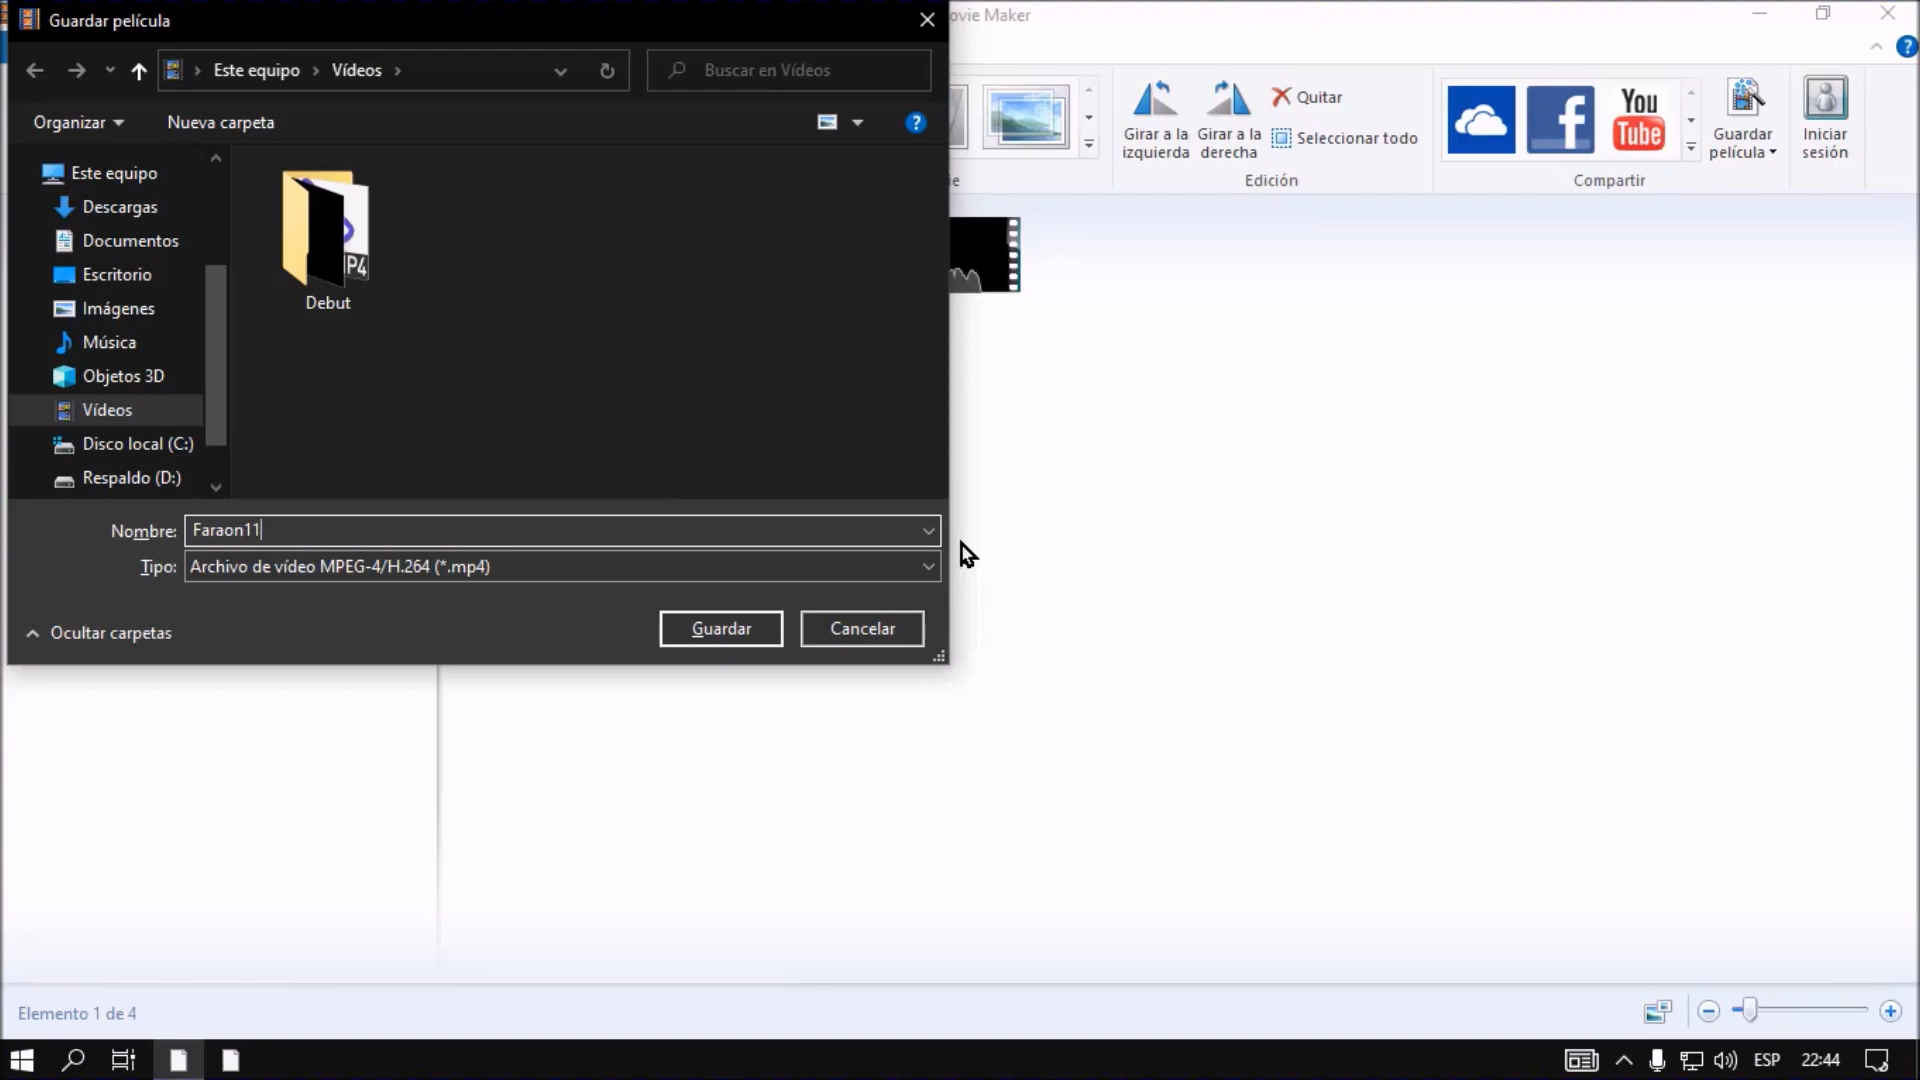 Guardar película
ovie Maker
Este equipo
Vídeos
Buscar en Vídeos
Organizar
Nueva carpeta
Este equipo
Descargas
Documentos
Escritorio
Imágenes
Música
Objetos 3D
Vídeos
Disco local (C:)
Respaldo (D:)
P4
Debut
Nombre:
Faraon11
Tipo:
Archivo de vídeo MPEG-4/H.264 (*.mp4)
Ocultar carpetas
Guardar
Cancelar
Girar a la
izquierda
Girar a la
derecha
Quitar
Seleccionar todo
ie
Edición
f
You
Tube
Compartir
Guardar
película
Iniciar
sesión
Elemento 1 de 4
ESP
22:44